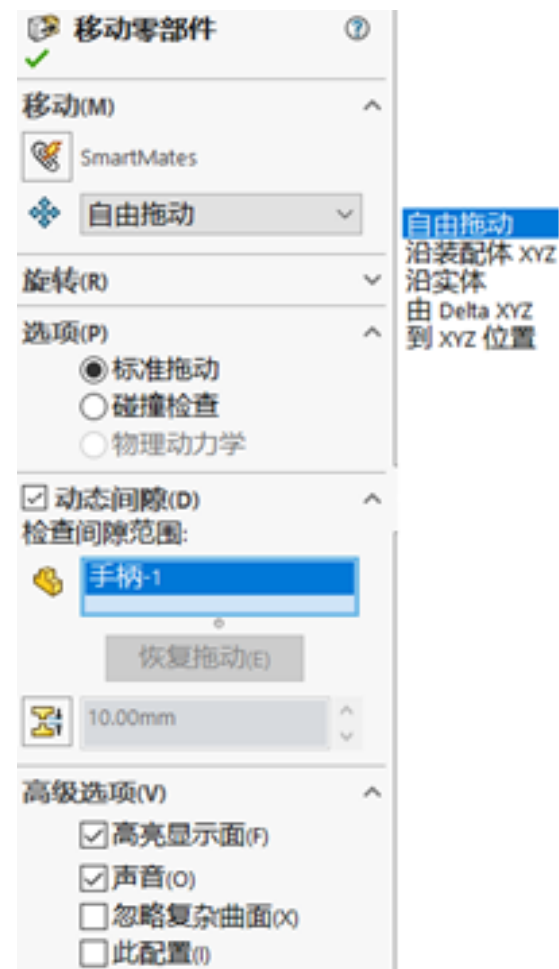 移动零部件
移动(M)
SmartMates
自由拖动
自由拖动
沿装配体 XYZ
沿实体
由 Delta XYZ
到 XYZ 位置
旋转(R)
选项(P)
标准拖动
碰撞检查
物理动力学
动态间隙(D)
检查间隙范围:
手柄-1
恢复拖动(E)
10.00mm
高级选项(V)
高亮显示面(F)
声音(O)
忽略复杂曲面(X)
此配置(I)